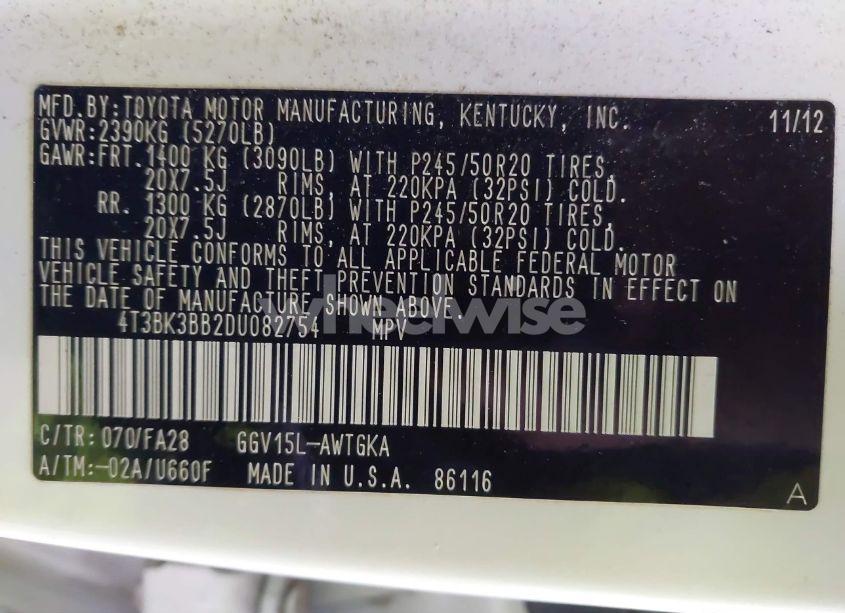 MFD.BY:TOYOTA MOTOR MANUFACTURING, KENTUCKY, INC. 11/12
GVWR:2390KG (5270LB)
GAWR:FRT.1400 KG (3090LB) WITH P245/50R20 TIRES,
20X7.5J RIMS, AT 220KPA (32PSI) COLD.
RR. 1300 KG (2870LB) WITH P245/50R20 TIRES,
20X7.5J RIMS, AT 220KPA (32PSI) COLD.
THIS VEHICLE CONFORMS TO ALL APPLICABLE FEDERAL MOTOR
VEHICLE SAFETY AND THEFT PREVENTION STANDARDS IN EFFECT ON
THE DATE OF MANUFACTURE SHOWN ABOVE.
wheelwise
4T3BK3BB2DU082754 MPV
C/TR: 070/FA28 GGV15L-AWTGKA
A/TM:-02A/U660F MADE IN U.S.A. 86116
A